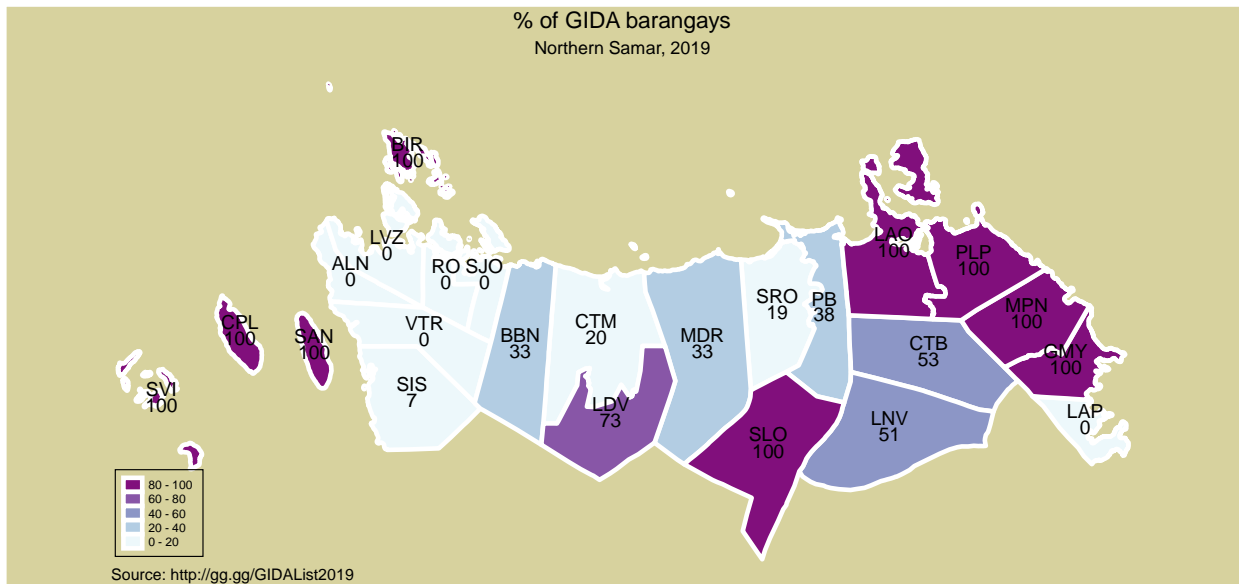 % of GIDA barangays
Northern Samar, 2019
BIR
100
LVZ
0
ALN
0
RO
0
SJO
0
LAO
100
PLP
100
CPL
100
SAN
100
VTR
0
BBN
33
CTM
20
MDR
33
SRO
19
PB
38
CTB
53
MPN
100
GMY
100
SVI
100
SIS
7
LDV
73
SLO
100
LNV
51
LAP
0
80 - 100
60 - 80
40 - 60
20 - 40
0 - 20
Source: http://gg.gg/GIDAList2019